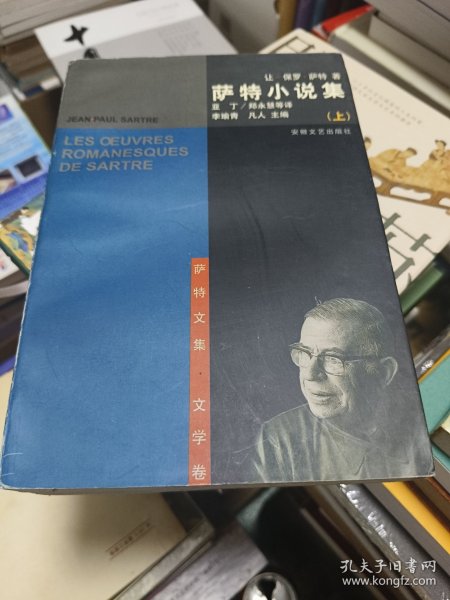 让·保罗·萨特 著
萨特小说集
亚 丁/郑永慧等译
李瑜青 凡人 主编
(上)
安徽文艺出版社
JEAN PAUL SARTRE
LES ŒUVRES
ROMANESQUES
DE SARTRE
萨特文集·文学卷
孔夫子旧书网
www.kongfz.com